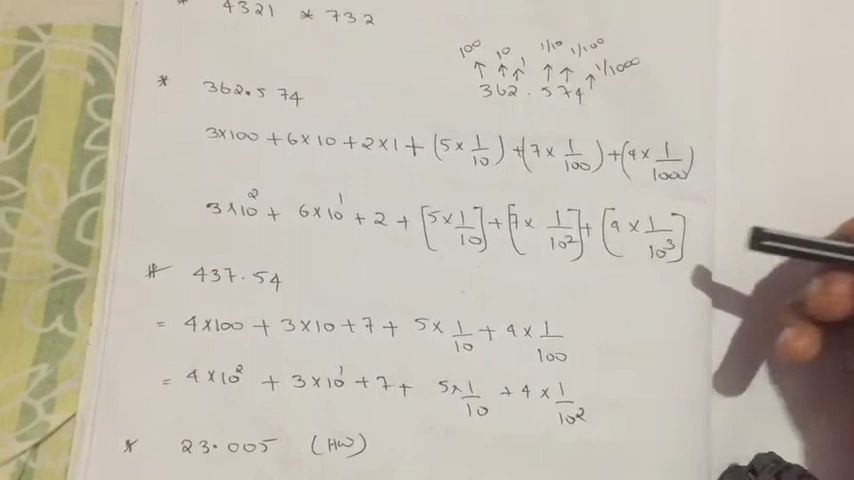 * 4321 * 732
100 10 1 1/10 1/100 1/1000
* 362.574 362.574
3×100 + 6×10 + 2×1 + (5 × 1/10) + (7 × 1/100) + (4 × 1/1000)
3×10² + 6×10¹ + 2 + [5×1/10] + [7× 1/10²] + [4 × 1/10³]
# 437.54
= 4×100 + 3×10 + 7 + 5× 1/10 + 4 × 1/100
= 4×10² + 3×10¹ + 7 + 5×1/10 + 4 × 1/10²
* 23.005 (HW)